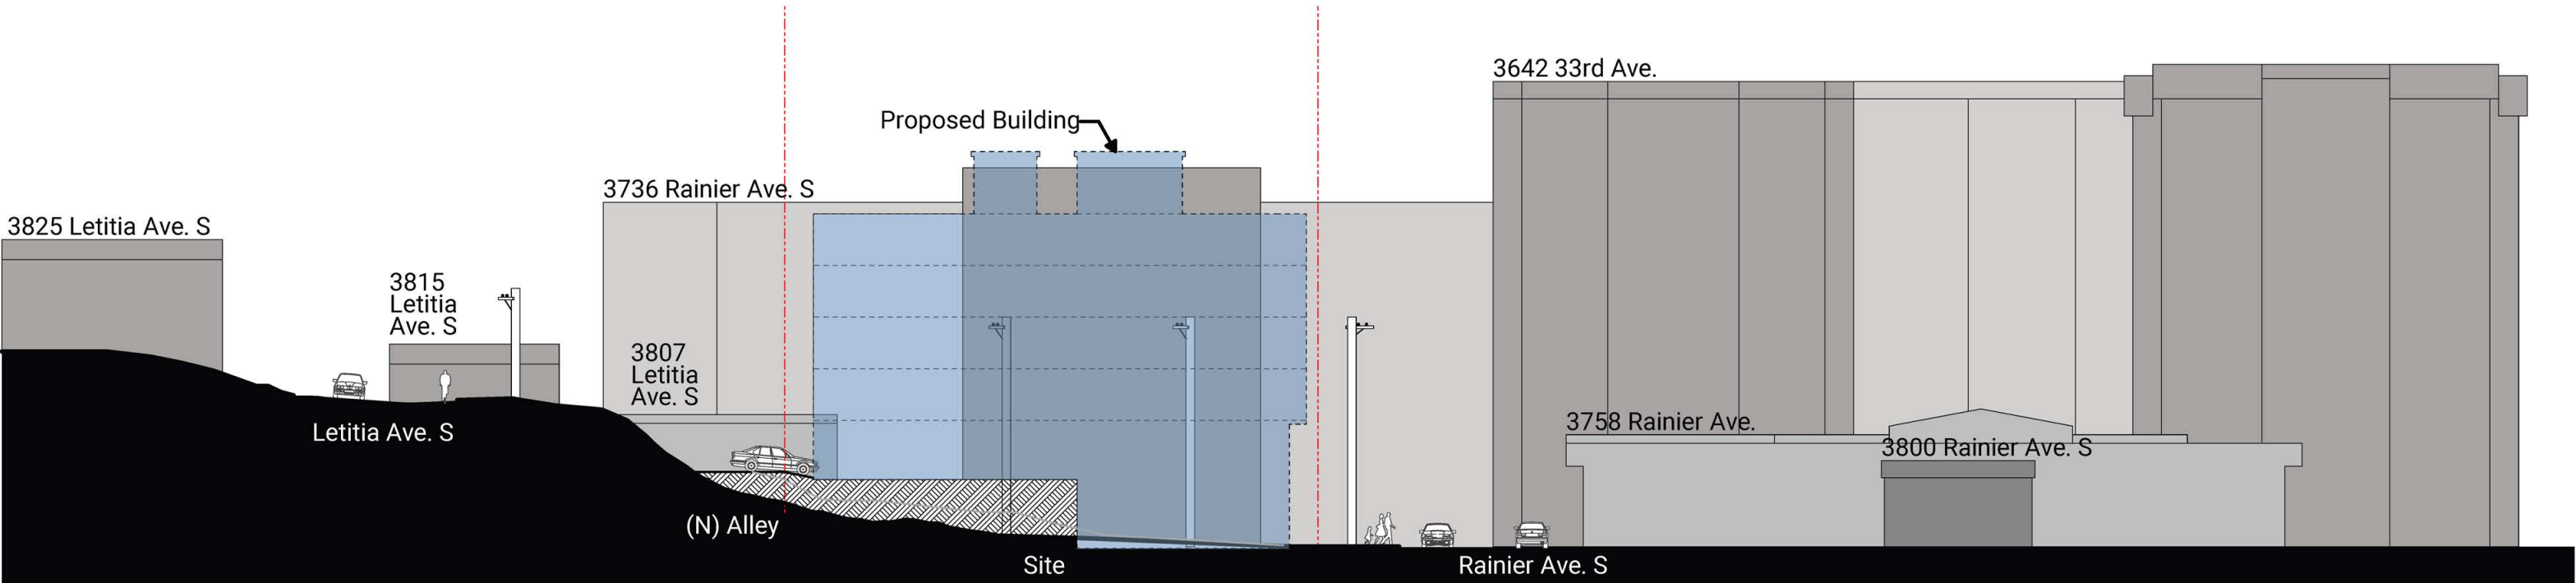 3642 33rd Ave.
Proposed Building
3736 Rainier Ave. S
3825 Letitia Ave. S
3815
Letitia
Ave. S
3807
Letitia
Ave. S
3758 Rainier Ave.
Letitia Ave. S
3800 Rainier Ave. S
(N) Alley
Site
Rainier Ave. S